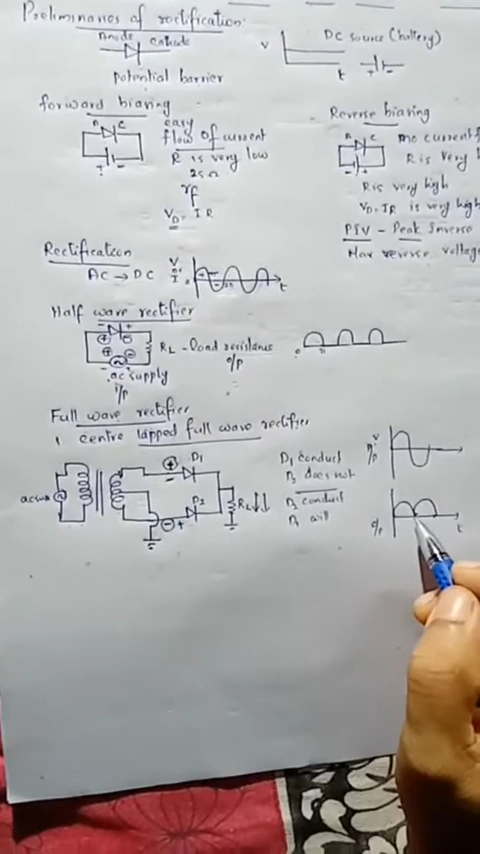 Preliminaries of rectification:
Anode cathode
V DC source (battery)
t + -
potential barrier
forward biasing
A C easy
flow of current
R is very low
25Ω
rf
VD = IR
Reverse biasing
A C no current f
R is very
R is very high
VD = IR is very high
PIV - Peak Inverse
Max reverse voltage
Rectification
AC → DC V I t
Half wave rectifier
RL - load resistance
o/p
ac supply
i/p
Full wave rectifier
1. centre tapped full wave rectifier
D1 D1 conduct
D2 does not
ac D2 RL D2 conduct
D1 will
V
i/p
o/p t